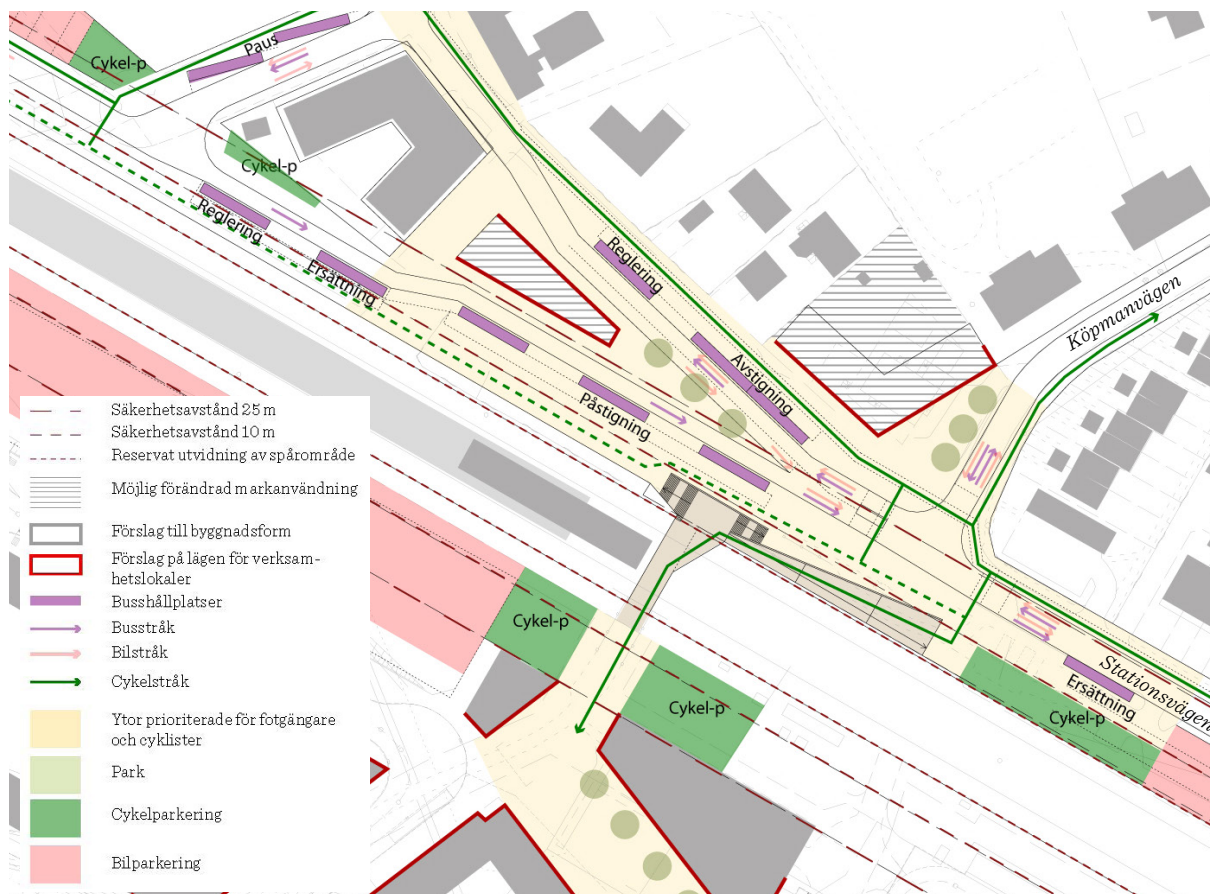 Paus
Cykel-p
Cykel-p
Reglering
Ersättning
Reglering
Avstigning
Påstigning
Köpmanvägen
Stationsvägen
Ersättning
Cykel-p
Cykel-p
Cykel-p
Säkerhetsavstånd 25 m
Säkerhetsavstånd 10 m
Reservat utvidning av spårområde
Möjlig förändrad markanvändning
Förslag till byggnadsform
Förslag på lägen för verksam-
hetslokaler
Busshållplatser
Busstråk
Bilstråk
Cykelstråk
Ytor prioriterade för fotgängare
och cyklister
Park
Cykelparkering
Bilparkering